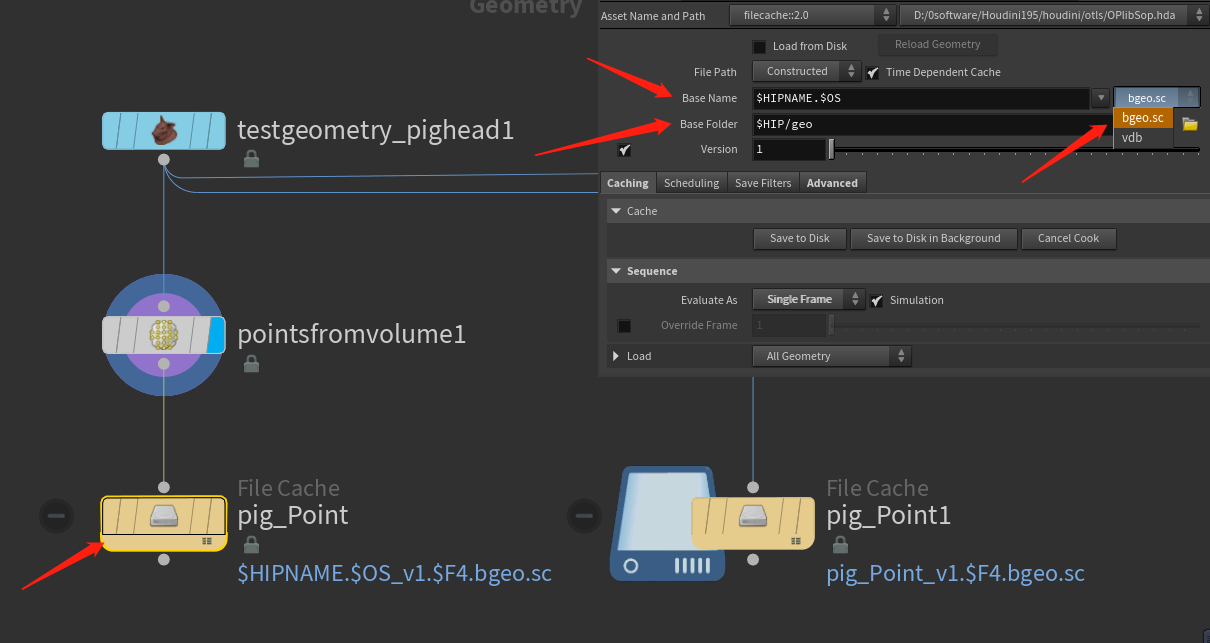 Geometry
Asset Name and Path filecache::2.0 D:/0software/Houdini195/houdini/otls/OPlibSop.hda
Load from Disk Reload Geometry
File Path Constructed Time Dependent Cache
Base Name $HIPNAME.$OS bgeo.sc
Base Folder $HIP/geo bgeo.sc
Version 1 vdb
Caching Scheduling Save Filters Advanced
Cache
Save to Disk Save to Disk in Background Cancel Cook
Sequence
Evaluate As Single Frame Simulation
Override Frame 1
Load All Geometry
testgeometry_pighead1
pointsfromvolume1
File Cache
pig_Point
$HIPNAME.$OS_v1.$F4.bgeo.sc
File Cache
pig_Point1
pig_Point_v1.$F4.bgeo.sc